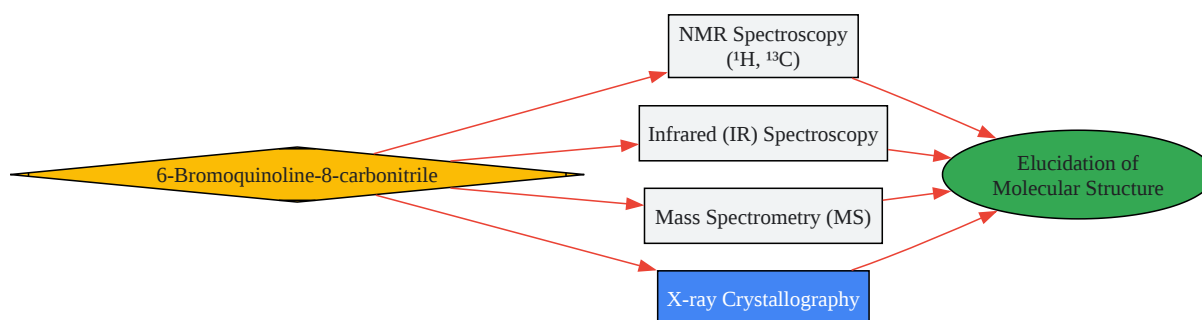 NMR Spectroscopy
(¹H, ¹³C)
Infrared (IR) Spectroscopy
6-Bromoquinoline-8-carbonitrile
Elucidation of
Molecular Structure
Mass Spectrometry (MS)
X-ray Crystallography